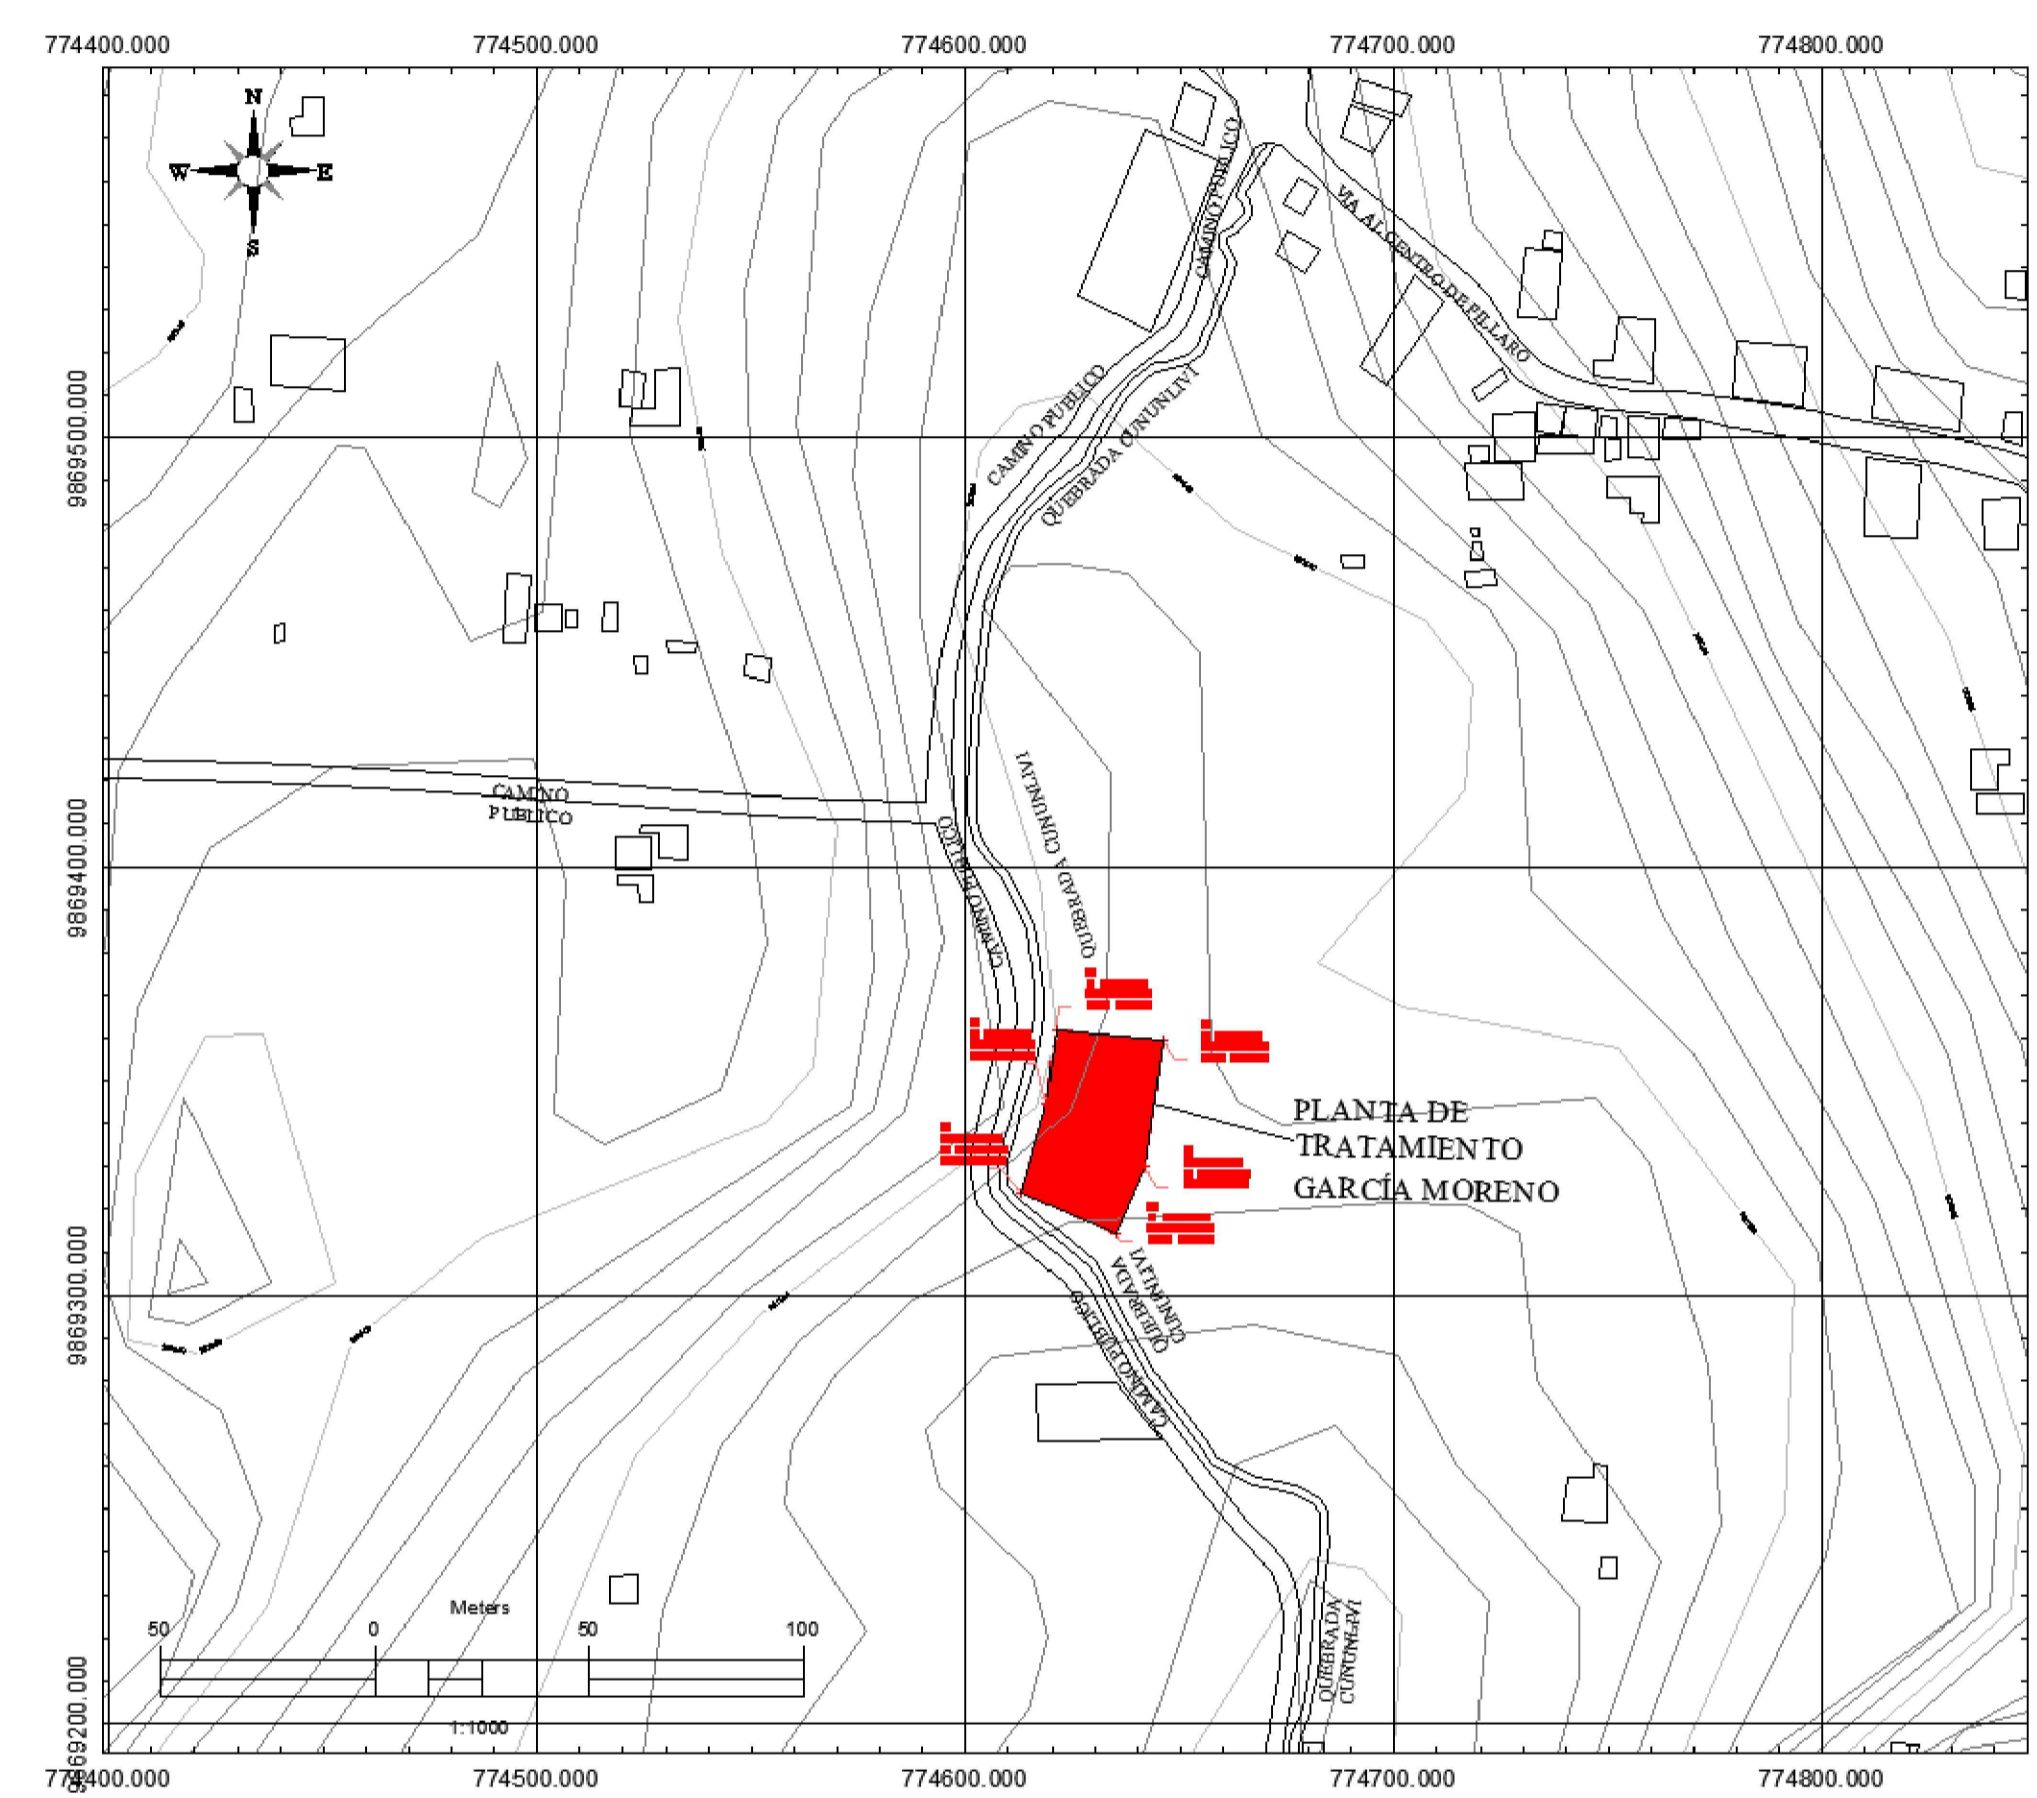 774400.000 774500.000 774600.000 774700.000 774800.000
N
W E
S
CAMINO PUBLICO
VIA AL CENTRO DE PILLARO
CAMINO PUBLICO
QUEBRADA CUNUNLIVI
9869500.000
QUEBRADA CUNUNLIVI
CAMINO
PUBLICO
CAMINO PUBLICO
9869400.000
PLANTA DE
TRATAMIENTO
GARCÍA MORENO
QUEBRADA
CUNUNLIVI
9869300.000
CAMINO PUBLICO
Meters
50 0 50 100
1:1000
QUEBRADA
CUNUNLIVI
9869200.000
774400.000 774500.000 774600.000 774700.000 774800.000